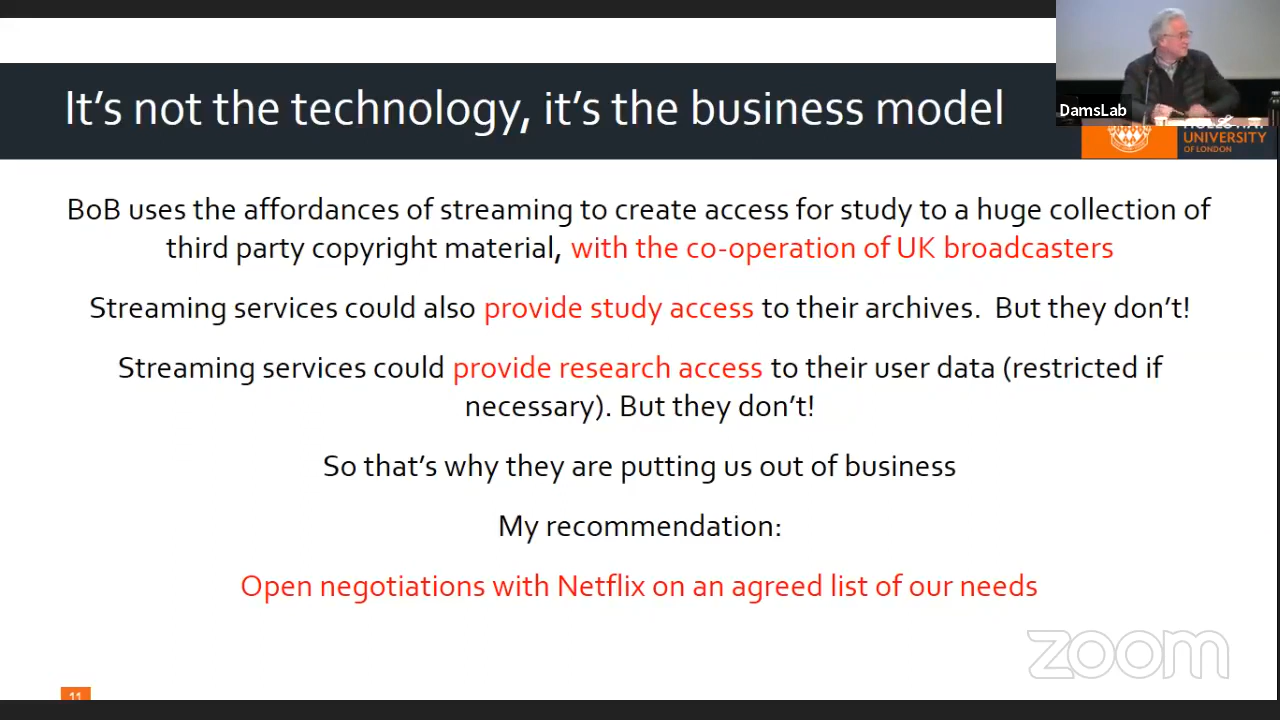 It's not the technology, it's the business model
DamsLab
UNIVERSITY
OF LONDON
BoB uses the affordances of streaming to create access for study to a huge collection of
third party copyright material, with the co-operation of UK broadcasters
Streaming services could also provide study access to their archives.  But they don't!
Streaming services could provide research access to their user data (restricted if
necessary). But they don't!
So that's why they are putting us out of business
My recommendation:
Open negotiations with Netflix on an agreed list of our needs
zoom
11